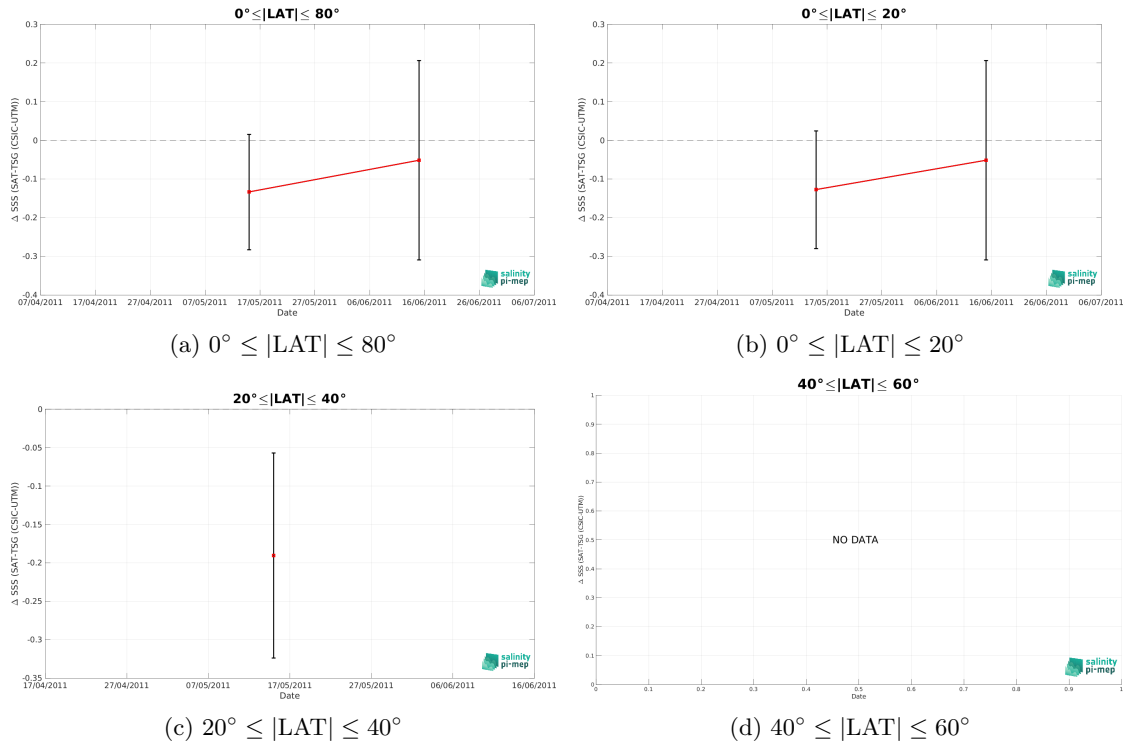 0°≤|LAT|≤ 80°
Δ SSS (SAT-TSG (CSIC-UTM))
0.3
0.2
0.1
0
-0.1
-0.2
-0.3
-0.4
07/04/2011 17/04/2011 27/04/2011 07/05/2011 17/05/2011 27/05/2011 06/06/2011 16/06/2011 26/06/2011 06/07/2011
Date
salinity
pi-mep
(a) 0° ≤ |LAT| ≤ 80°
0°≤|LAT|≤ 20°
Δ SSS (SAT-TSG (CSIC-UTM))
0.3
0.2
0.1
0
-0.1
-0.2
-0.3
-0.4
07/04/2011 17/04/2011 27/04/2011 07/05/2011 17/05/2011 27/05/2011 06/06/2011 16/06/2011 26/06/2011 06/07/2011
Date
salinity
pi-mep
(b) 0° ≤ |LAT| ≤ 20°
20°≤|LAT|≤ 40°
Δ SSS (SAT-TSG (CSIC-UTM))
0
-0.05
-0.1
-0.15
-0.2
-0.25
-0.3
-0.35
17/04/2011 27/04/2011 07/05/2011 17/05/2011 27/05/2011 06/06/2011 16/06/2011
Date
salinity
pi-mep
(c) 20° ≤ |LAT| ≤ 40°
40°≤|LAT|≤ 60°
Δ SSS (SAT-TSG (CSIC-UTM))
1
0.9
0.8
0.7
0.6
0.5
0.4
0.3
0.2
0.1
0
NO DATA
0 0.1 0.2 0.3 0.4 0.5 0.6 0.7 0.8 0.9 1
Date
salinity
pi-mep
(d) 40° ≤ |LAT| ≤ 60°